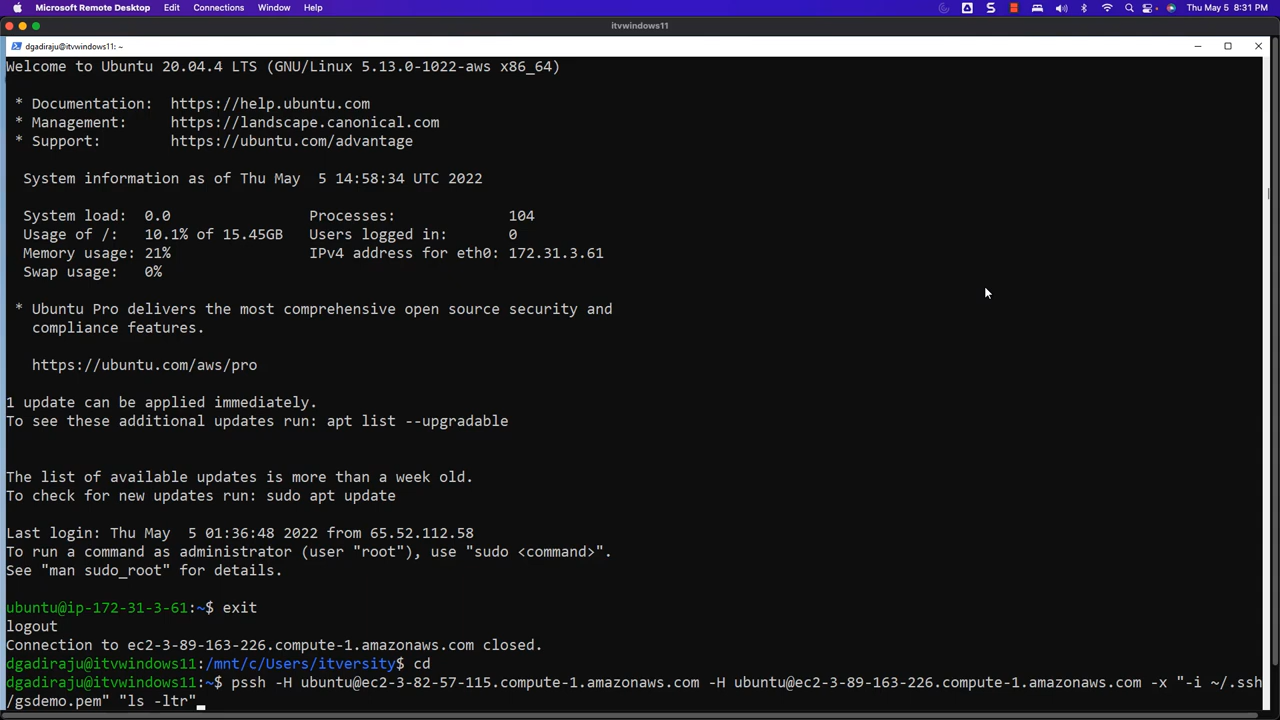 Microsoft Remote Desktop Edit Connections Window Help Thu May 5 8:31 PM
itvwindows11
dgadiraju@itvwindows11: ~
Welcome to Ubuntu 20.04.4 LTS (GNU/Linux 5.13.0-1022-aws x86_64)
* Documentation: https://help.ubuntu.com
* Management: https://landscape.canonical.com
* Support: https://ubuntu.com/advantage
System information as of Thu May 5 14:58:34 UTC 2022
System load: 0.0 Processes: 104
Usage of /: 10.1% of 15.45GB Users logged in: 0
Memory usage: 21% IPv4 address for eth0: 172.31.3.61
Swap usage: 0%
* Ubuntu Pro delivers the most comprehensive open source security and
compliance features.
https://ubuntu.com/aws/pro
1 update can be applied immediately.
To see these additional updates run: apt list --upgradable
The list of available updates is more than a week old.
To check for new updates run: sudo apt update
Last login: Thu May 5 01:36:48 2022 from 65.52.112.58
To run a command as administrator (user "root"), use "sudo <command>".
See "man sudo_root" for details.
ubuntu@ip-172-31-3-61:~$ exit
logout
Connection to ec2-3-89-163-226.compute-1.amazonaws.com closed.
dgadiraju@itvwindows11:/mnt/c/Users/itversity$ cd
dgadiraju@itvwindows11:~$ pssh -H ubuntu@ec2-3-82-57-115.compute-1.amazonaws.com -H ubuntu@ec2-3-89-163-226.compute-1.amazonaws.com -x "-i ~/.ssh
/gsdemo.pem" "ls -ltr"